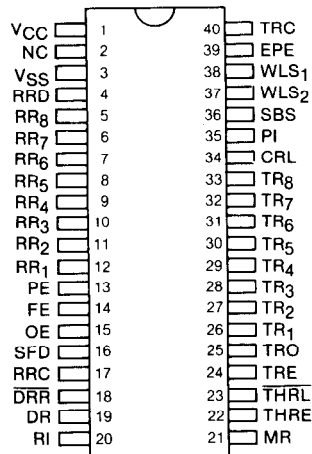 VCC 1 40 TRC
NC 2 39 EPE
VSS 3 38 WLS1
RRD 4 37 WLS2
RR8 5 36 SBS
RR7 6 35 PI
RR6 7 34 CRL
RR5 8 33 TR8
RR4 9 32 TR7
RR3 10 31 TR6
RR2 11 30 TR5
RR1 12 29 TR4
PE 13 28 TR3
FE 14 27 TR2
OE 15 26 TR1
SFD 16 25 TRO
RRC 17 24 TRE
D̅R̅R̅ 18 23 T̅H̅R̅L̅
DR 19 22 THRE
RI 20 21 MR